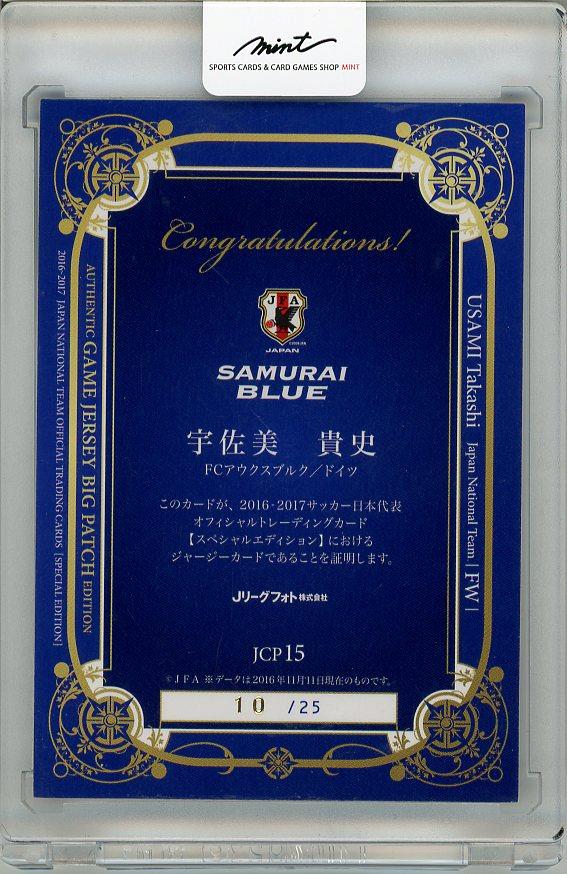 mint
SPORTS CARDS & CARD GAMES SHOP MINT
Congratulations!
JFA
©2009 JFA
JAPAN
SAMURAI
BLUE
宇佐美 貴史
FCアウクスブルク／ドイツ
このカードが、2016-2017サッカー日本代表
オフィシャルトレーディングカード
【スペシャルエディション】における
ジャージーカードであることを証明します。
Jリーグフォト株式会社
JCP15
©JFA ※データは2016年11月11日現在のものです。
10 /25
AUTHENTIC GAME JERSEY BIG PATCH EDITION
2016-2017 JAPAN NATIONAL TEAM OFFICIAL TRADING CARDS [SPECIAL EDITION]
USAMI Takashi Japan National Team | FW |